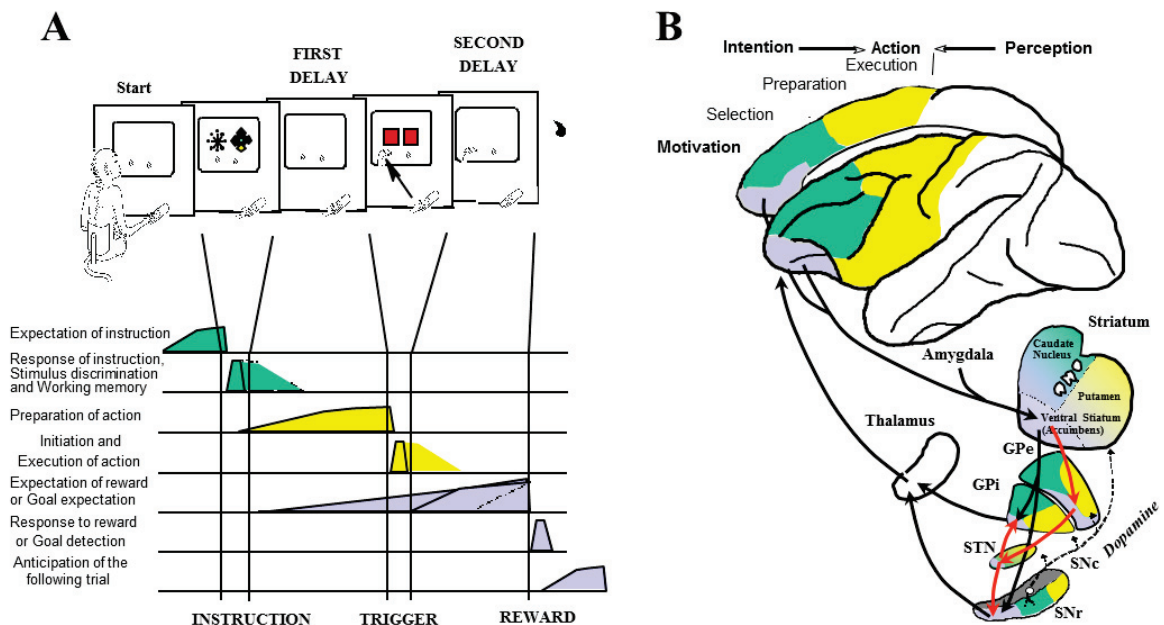 A
Start
FIRST
DELAY
SECOND
DELAY
Expectation of instruction
Response of instruction,
Stimulus discrimination
and Working memory
Preparation of action
Initiation and
Execution of action
Expectation of reward
or Goal expectation
Response to reward
or Goal detection
Anticipation of the
following trial
INSTRUCTION
TRIGGER
REWARD
B
Intention
Action
Perception
Execution
Preparation
Selection
Motivation
Striatum
Caudate
Nucleus
Amygdala
Putamen
Thalamus
Ventral Stiatum
(Accumbens)
GPe
GPi
Dopamine
STN
SNc
SNr